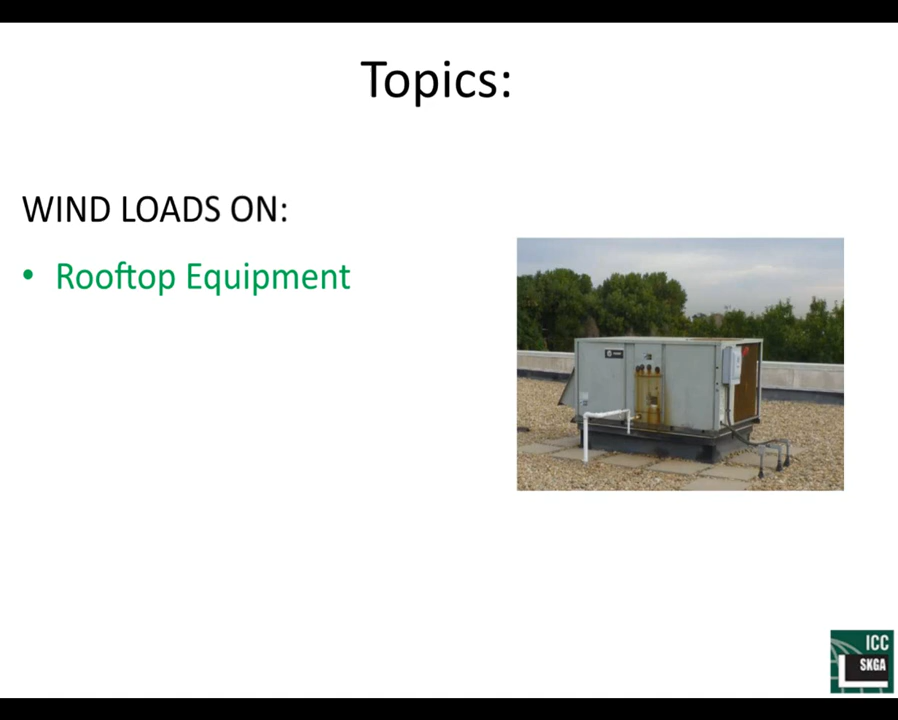 Topics:
WIND LOADS ON:
• Rooftop Equipment
ICC
SKGA